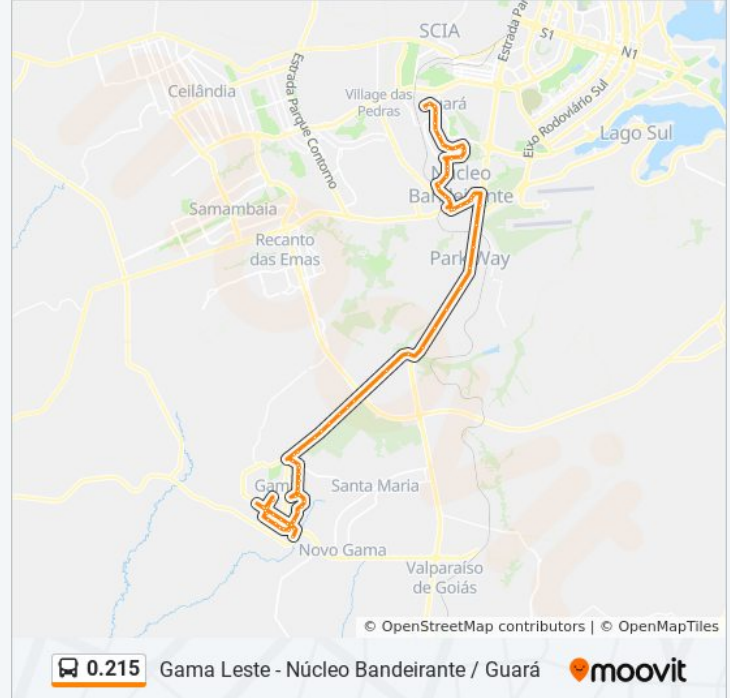 SCIA
Estrada Par
S1
N1
Ceilândia
Estrada Parque Contorno
Village das
Pedras
Guará
Eixo Rodoviário Sul
Lago Sul
Núcleo
Bandeirante
Samambaia
Recanto
das Emas
Park Way
Gama
Santa Maria
Novo Gama
Valparaíso
de Goiás
© OpenStreetMap contributors | © OpenMapTiles
0.215 Gama Leste - Núcleo Bandeirante / Guará moovit